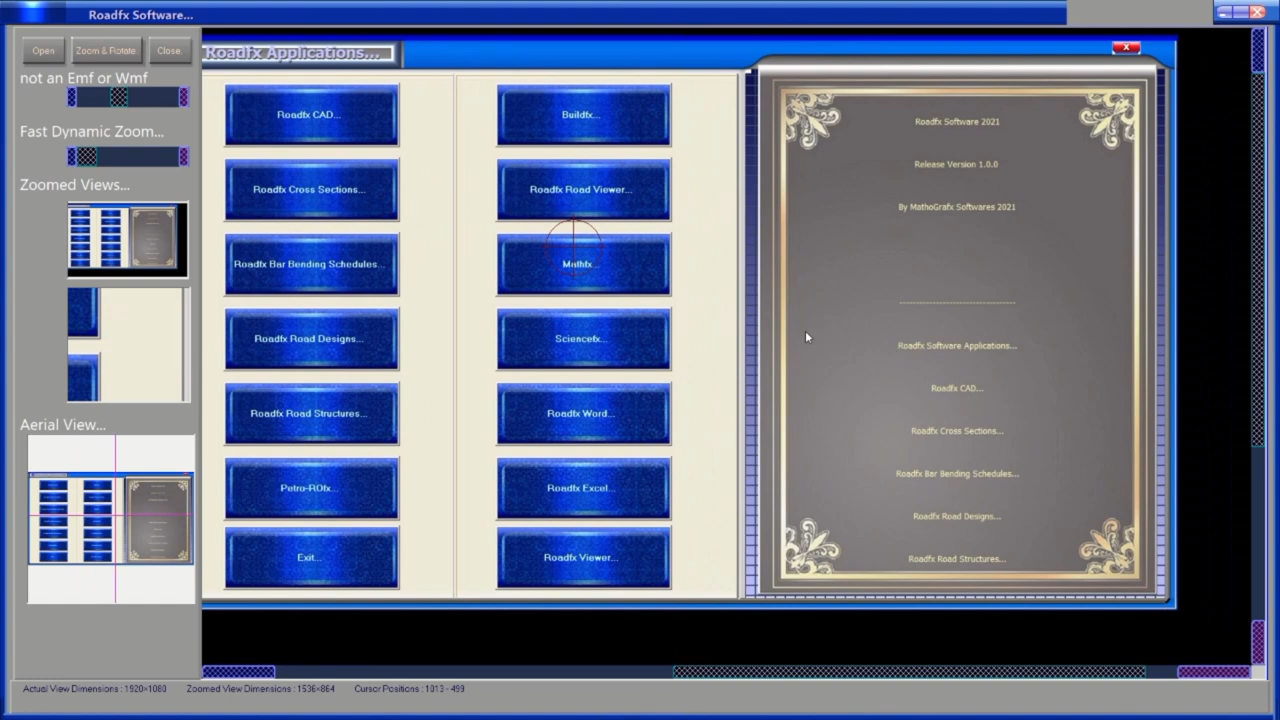 Roadfx Software...
Open
Zoom & Rotate
Close
not an Emf or Wmf
Fast Dynamic Zoom...
Zoomed Views...
Aerial View...
Roadfx Applications...
X
Roadfx CAD...
Buildfx...
Roadfx Cross Sections...
Roadfx Road Viewer...
Roadfx Bar Bending Schedules...
Mathfx...
Roadfx Road Designs...
Sciencefx...
Roadfx Road Structures...
Roadfx Word...
Petro-ROfx...
Roadfx Excel...
Exit...
Roadfx Viewer...
Roadfx Software 2021
Release Version 1.0.0
By MathoGrafx Softwares 2021
Roadfx Software Applications...
Roadfx CAD...
Roadfx Cross Sections...
Roadfx Bar Bending Schedules...
Roadfx Road Designs...
Roadfx Road Structures...
Actual View Dimensions : 1920×1080 Zoomed View Dimensions : 1536×864 Cursor Positions : 1013 - 499